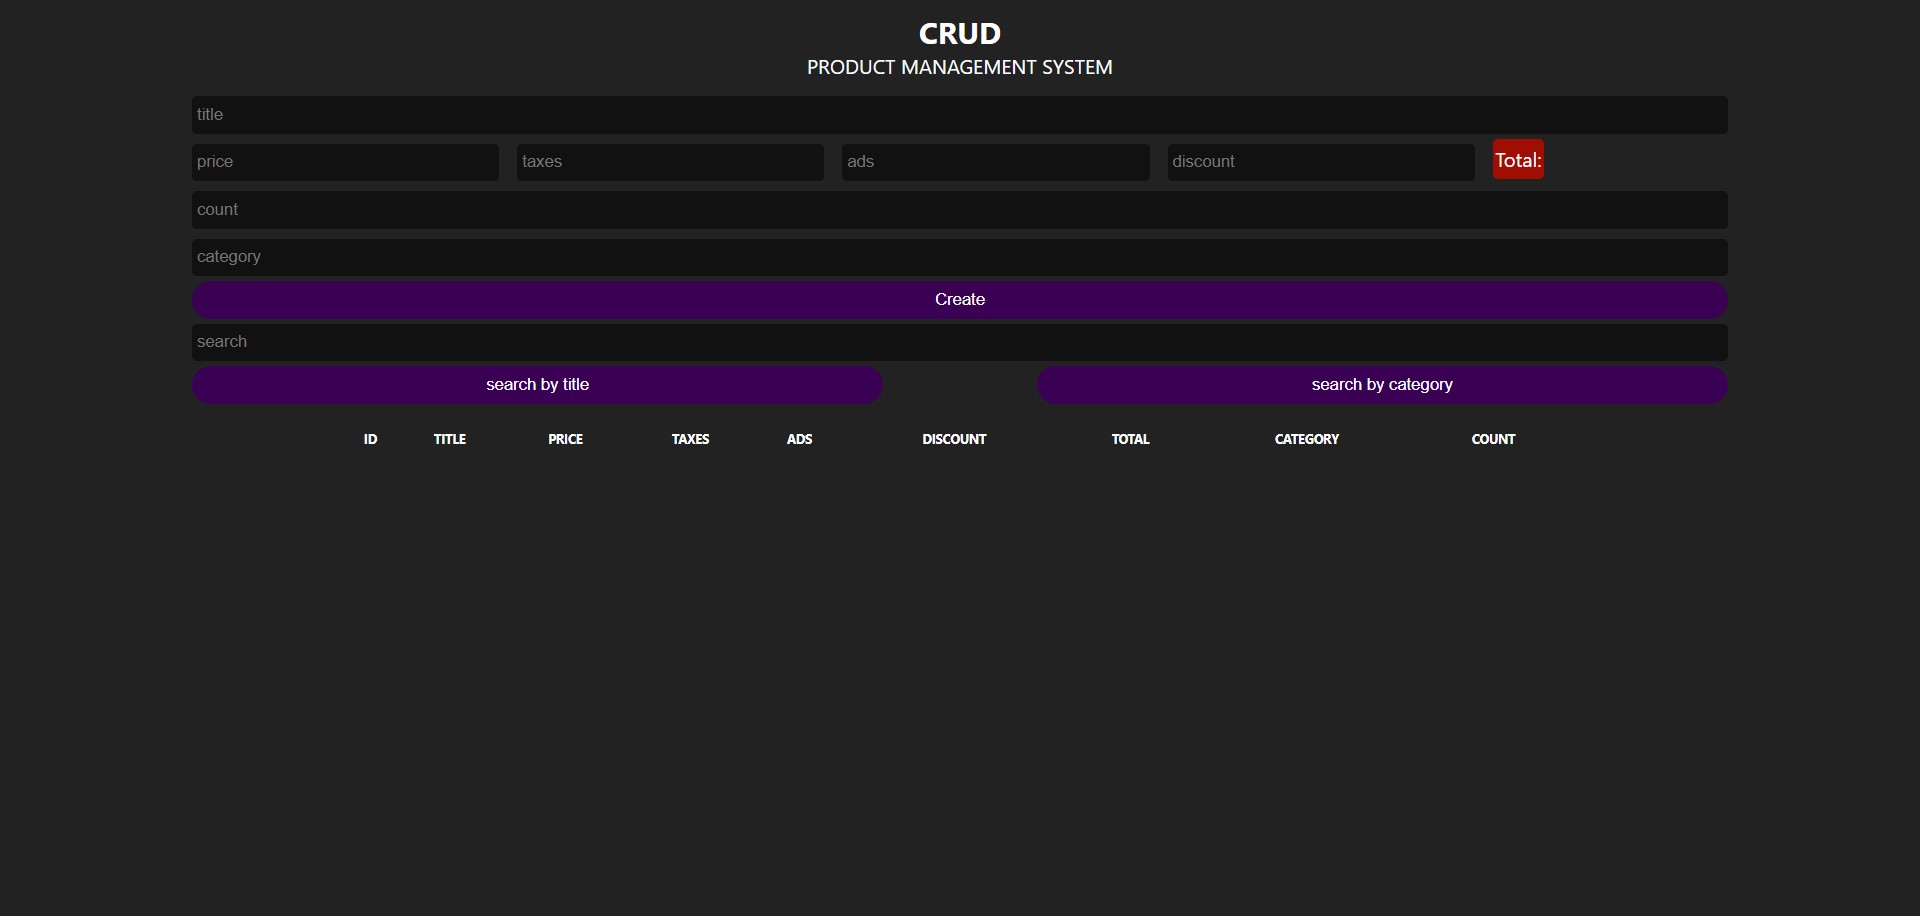 CRUD
PRODUCT MANAGEMENT SYSTEM
title
price taxes ads discount Total:
count
category
Create
search
search by title search by category
ID TITLE PRICE TAXES ADS DISCOUNT TOTAL CATEGORY COUNT